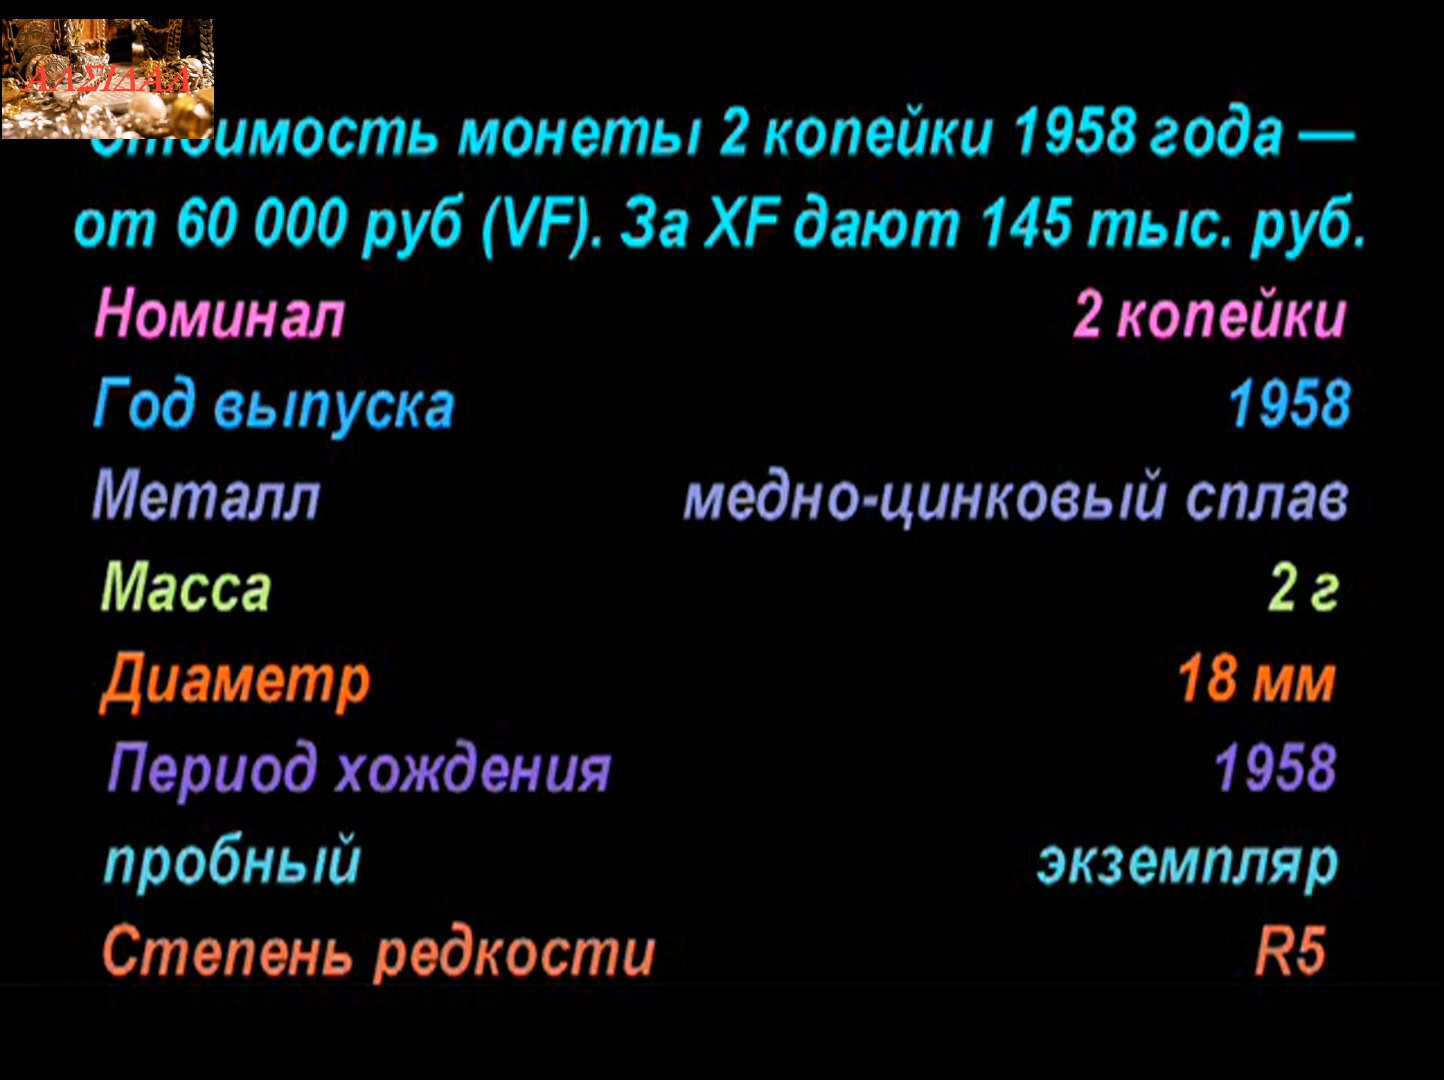 ΑΛΣΙΔΑΛ
стоимость монеты 2 копейки 1958 года —
от 60 000 руб (VF). За XF дают 145 тыс. руб.
Номинал 2 копейки
Год выпуска 1958
Металл медно-цинковый сплав
Масса 2 г
Диаметр 18 мм
Период хождения 1958
пробный экземпляр
Степень редкости R5